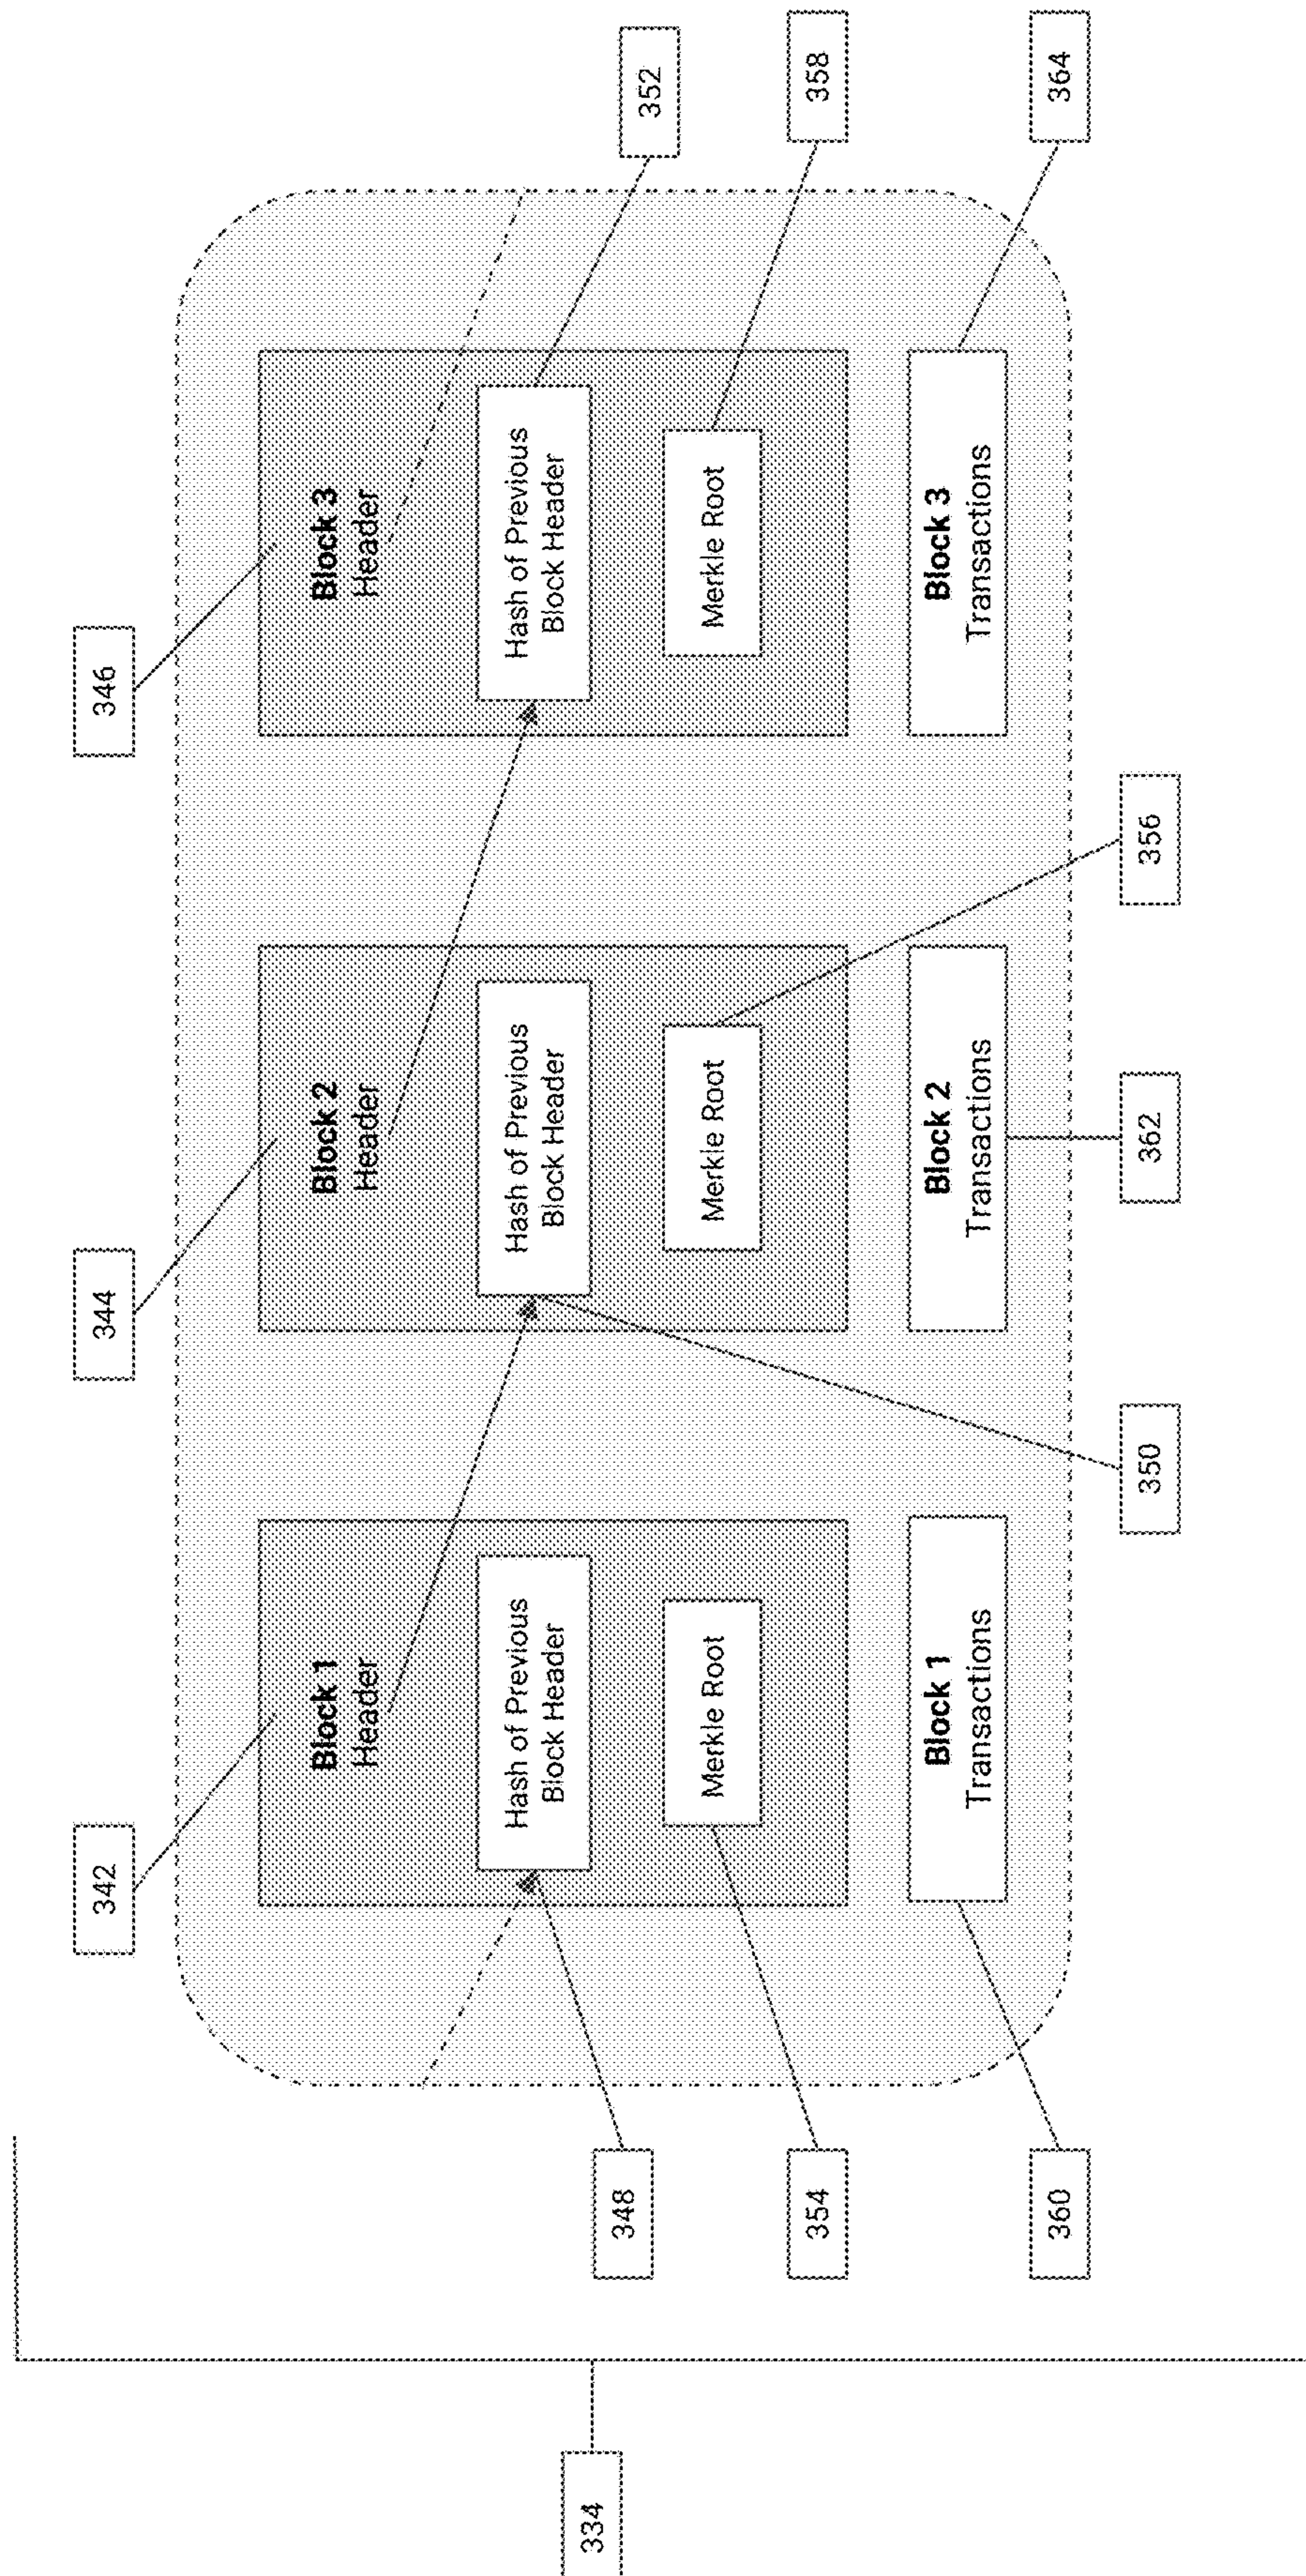 342
344
346
Block 1
Header
Block 2
Header
Block 3
Header
Hash of Previous
Block Header
Hash of Previous
Block Header
Hash of Previous
Block Header
352
Merkle Root
Merkle Root
Merkle Root
358
Block 1
Transactions
Block 2
Transactions
Block 3
Transactions
364
334
348
354
360
350
362
356